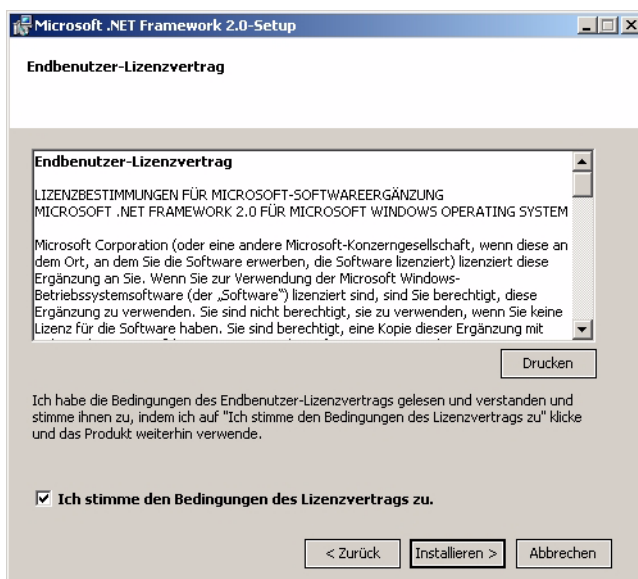 Microsoft .NET Framework 2.0-Setup
Endbenutzer-Lizenzvertrag
Endbenutzer-Lizenzvertrag
LIZENZBESTIMMUNGEN FÜR MICROSOFT-SOFTWAREERGÄNZUNG
MICROSOFT .NET FRAMEWORK 2.0 FÜR MICROSOFT WINDOWS OPERATING SYSTEM
Microsoft Corporation (oder eine andere Microsoft-Konzerngesellschaft, wenn diese an
dem Ort, an dem Sie die Software erwerben, die Software lizenziert) lizenziert diese
Ergänzung an Sie. Wenn Sie zur Verwendung der Microsoft Windows-
Betriebssystemsoftware (der „Software“) lizenziert sind, sind Sie berechtigt, diese
Ergänzung zu verwenden. Sie sind nicht berechtigt, sie zu verwenden, wenn Sie keine
Lizenz für die Software haben. Sie sind berechtigt, eine Kopie dieser Ergänzung mit
Drucken
Ich habe die Bedingungen des Endbenutzer-Lizenzvertrags gelesen und verstanden und
stimme ihnen zu, indem ich auf "Ich stimme den Bedingungen des Lizenzvertrags zu" klicke
und das Produkt weiterhin verwende.
Ich stimme den Bedingungen des Lizenzvertrags zu.
< Zurück
Installieren >
Abbrechen